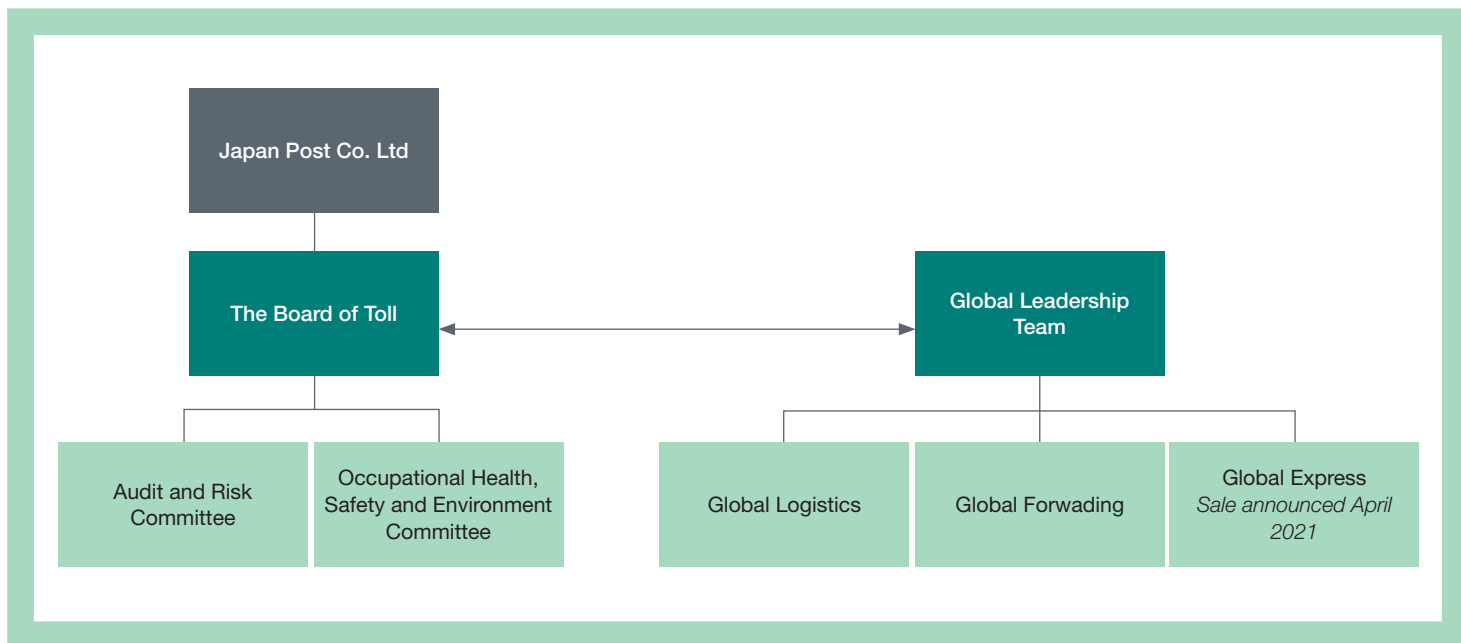 Japan Post Co. Ltd
The Board of Toll
Global Leadership
Team
Audit and Risk
Committee
Occupational Health,
Safety and Environment
Committee
Global Logistics
Global Forwading
Global Express
Sale announced April
2021